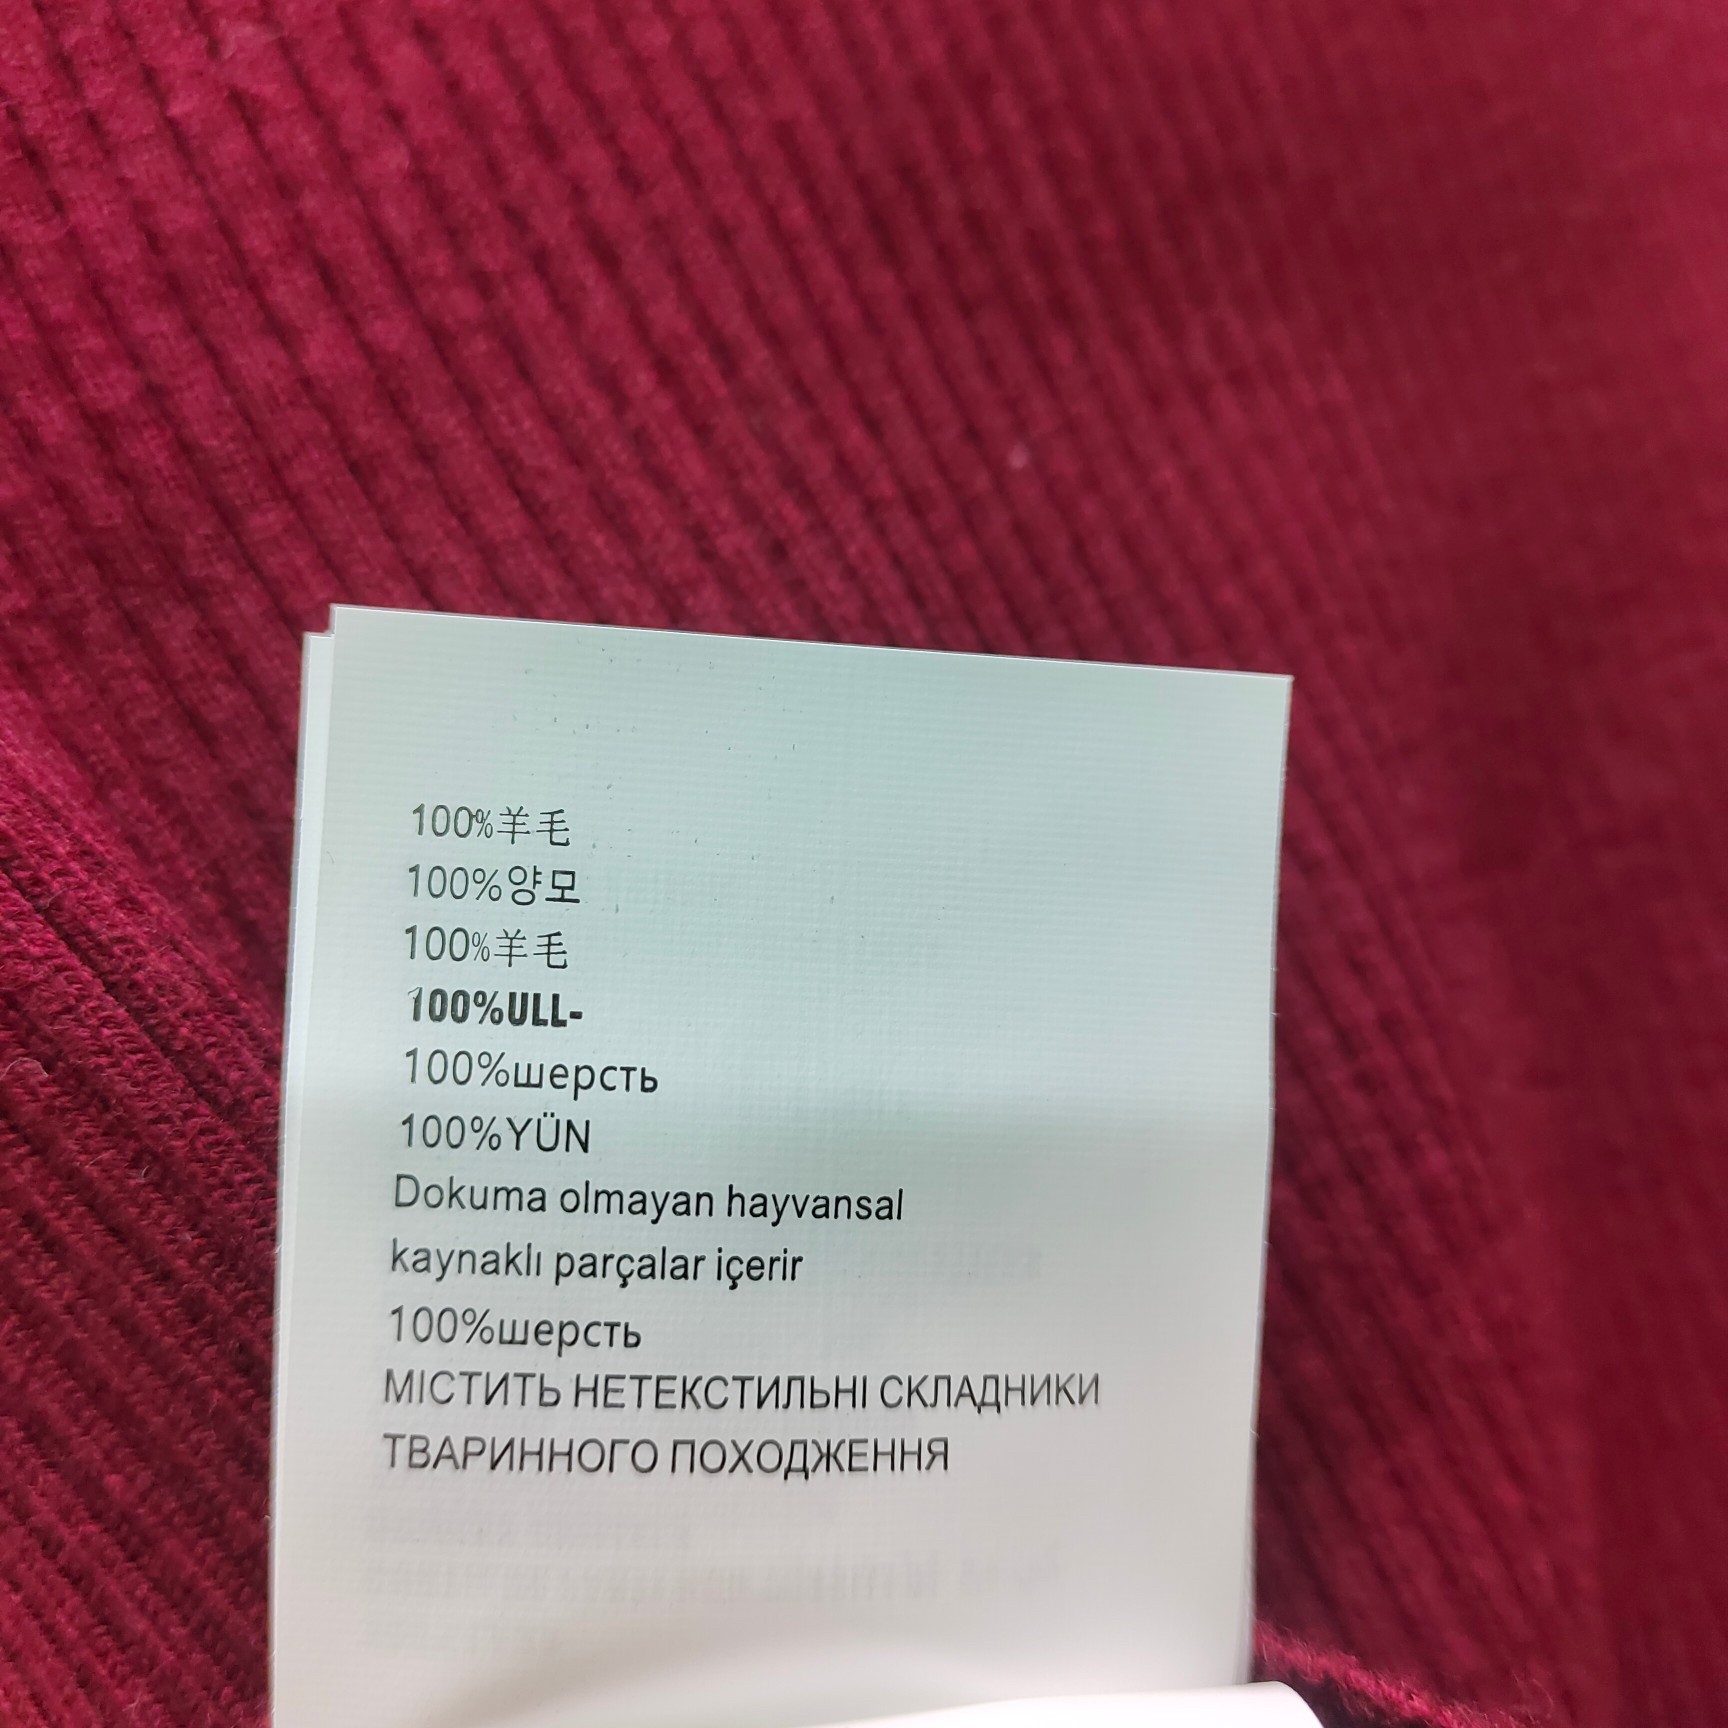 100%羊毛
100%양모
100%羊毛
100%ULL-
100%шерсть
100%YÜN
Dokuma olmayan hayvansal
kaynaklı parçalar içerir
100%шерсть
МІСТИТЬ НЕТЕКСТИЛЬНІ СКЛАДНИКИ
ТВАРИННОГО ПОХОДЖЕННЯ